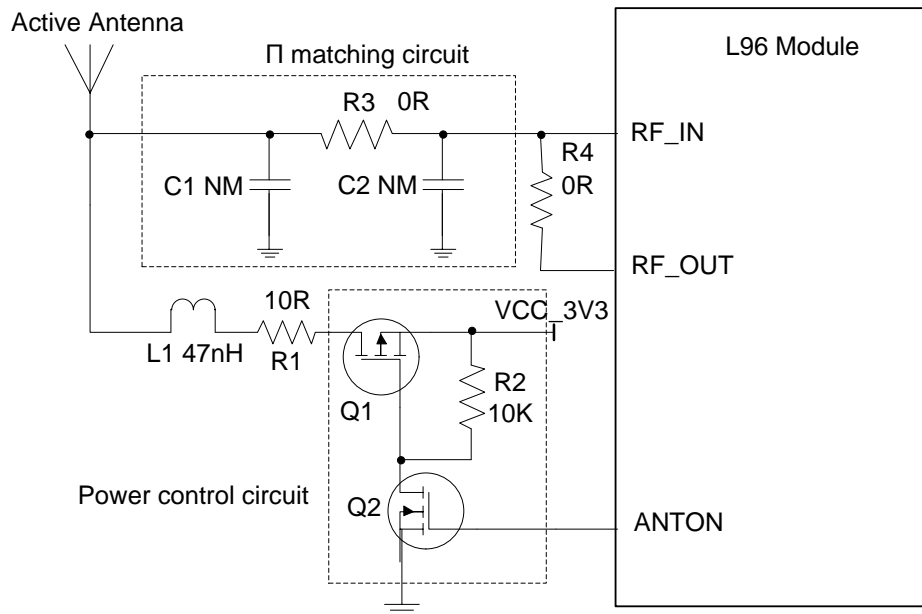 Active Antenna
Π matching circuit
L96 Module
R3 0R
RF_IN
R4
0R
C1 NM
C2 NM
RF_OUT
10R
VCC_3V3
L1 47nH
R1
R2
10K
Q1
Power control circuit
Q2
ANTON